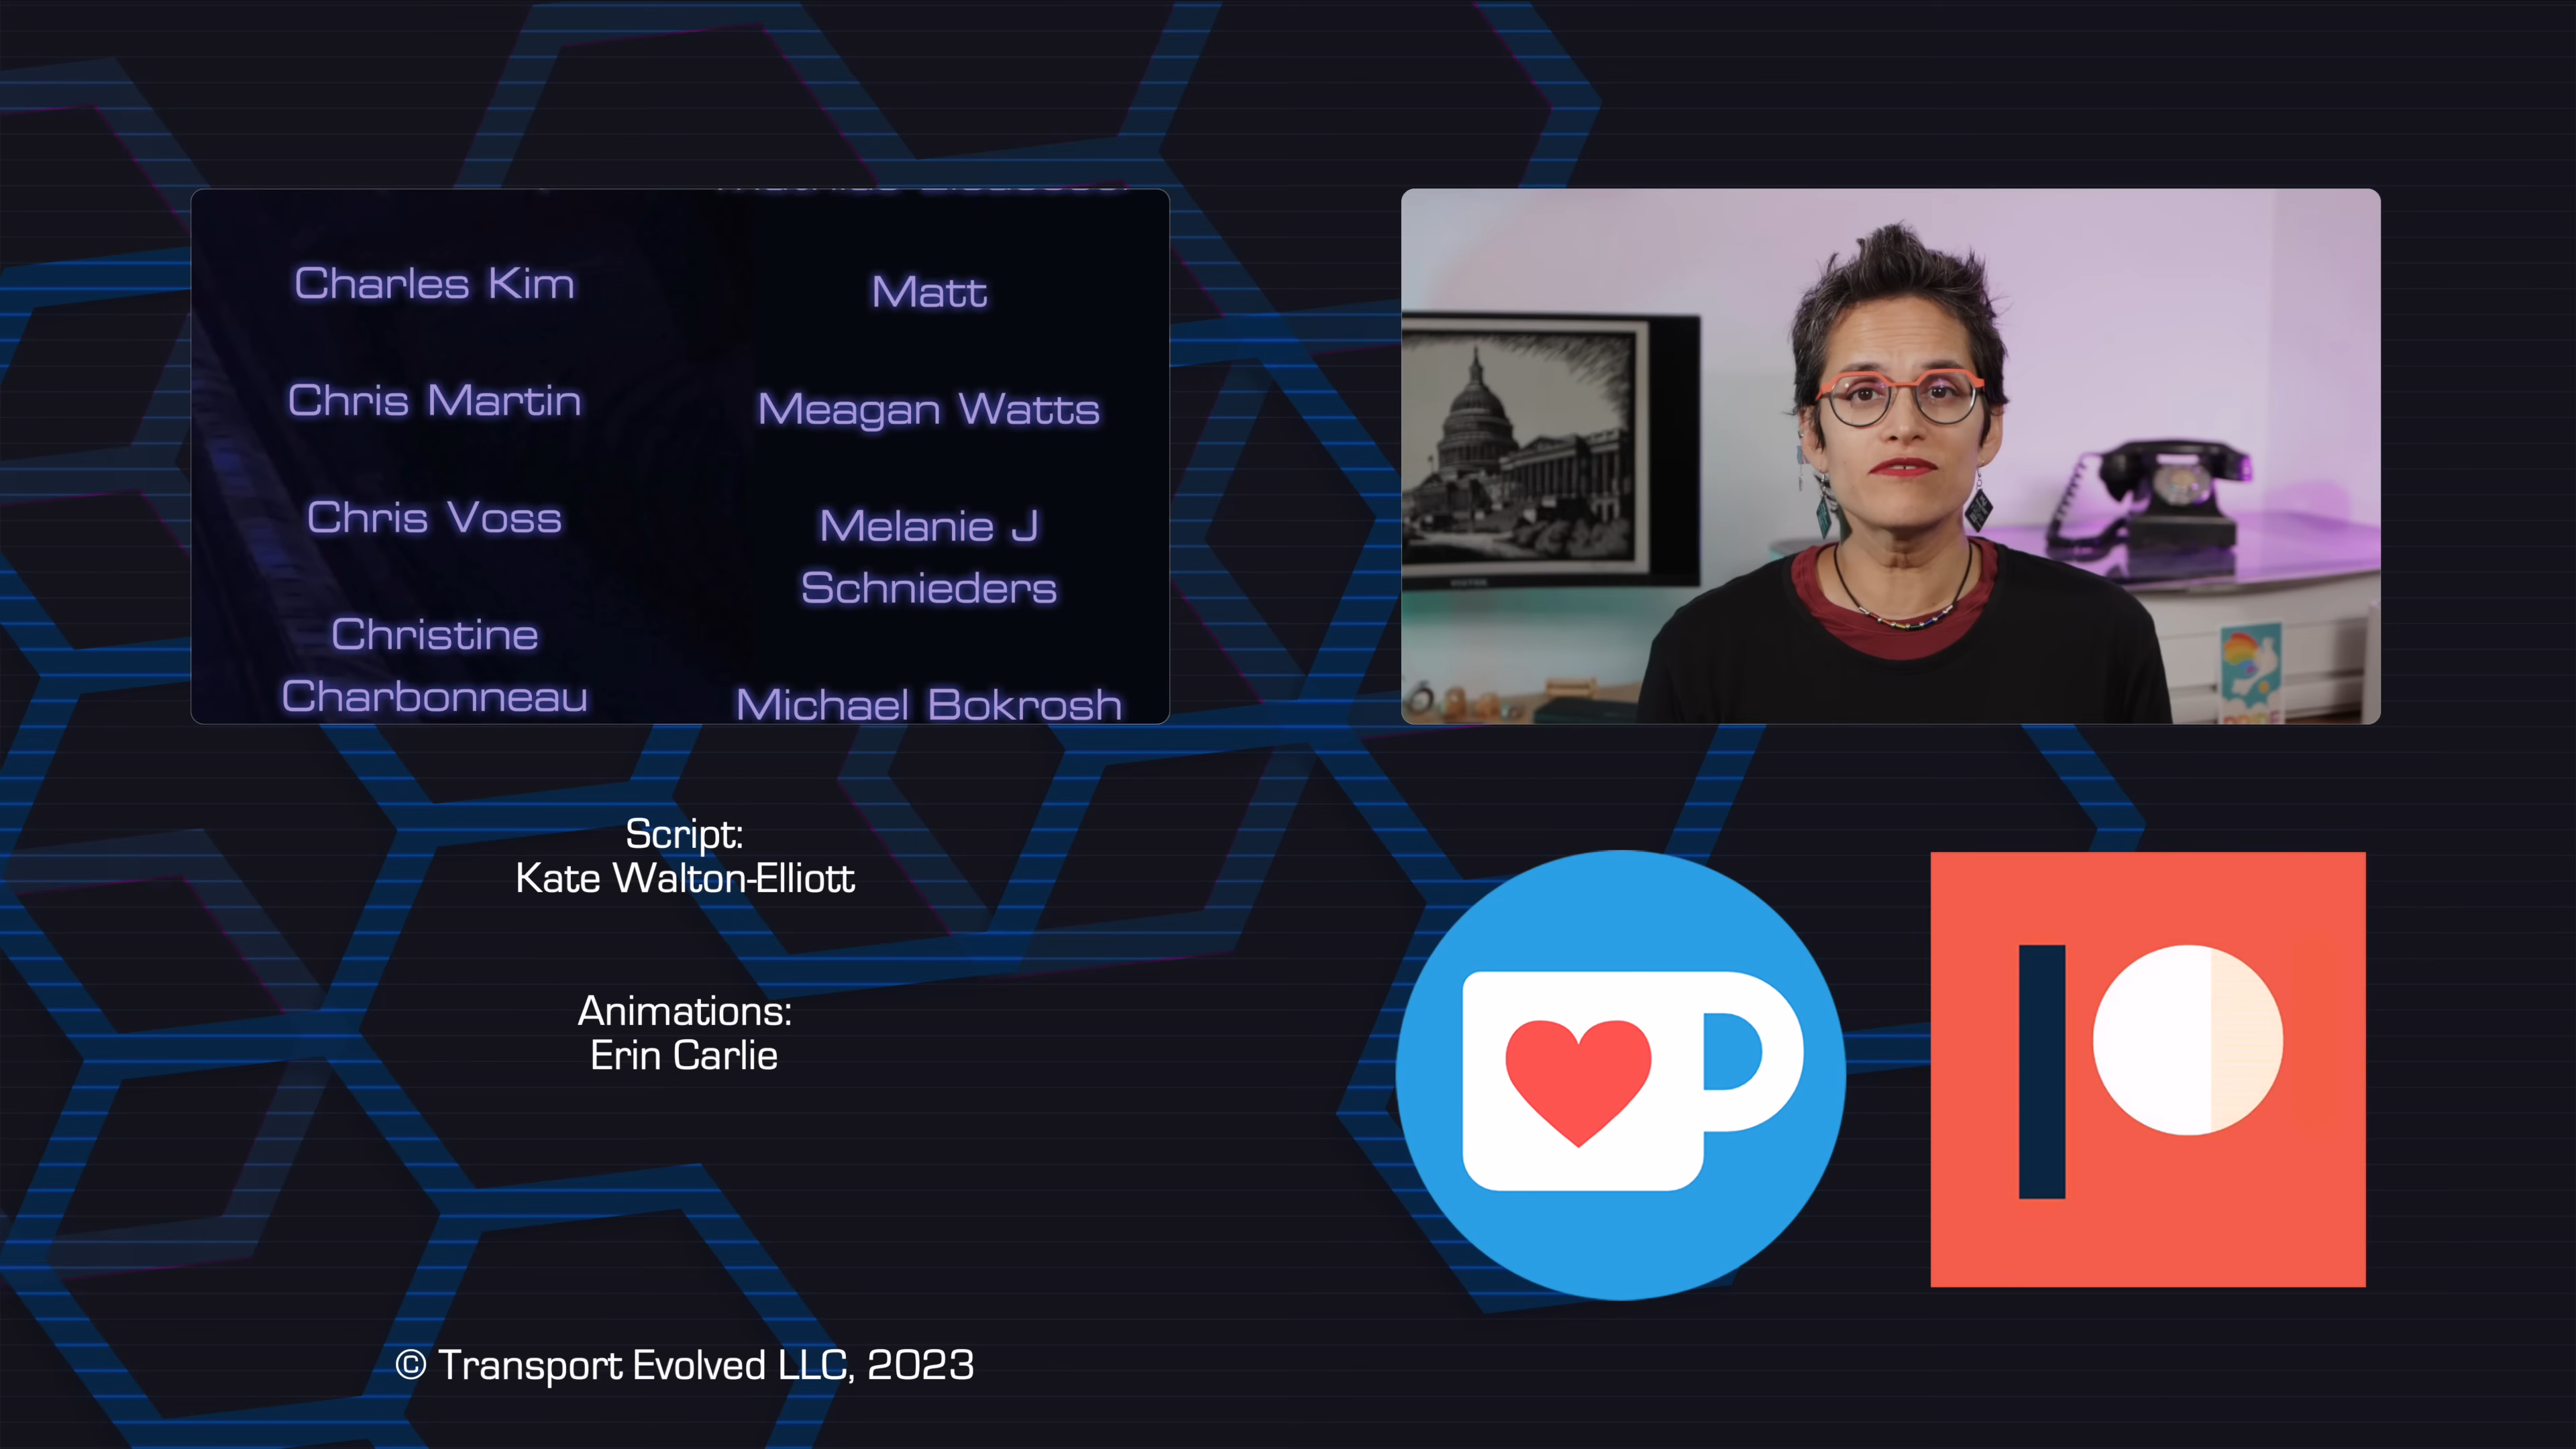 Charles Kim
Chris Martin
Chris Voss
Christine
Charbonneau
Matt
Meagan Watts
Melanie J
Schnieders
Michael Bokrosh
Script:
Kate Walton-Elliott
Animations:
Erin Carlie
© Transport Evolved LLC, 2023